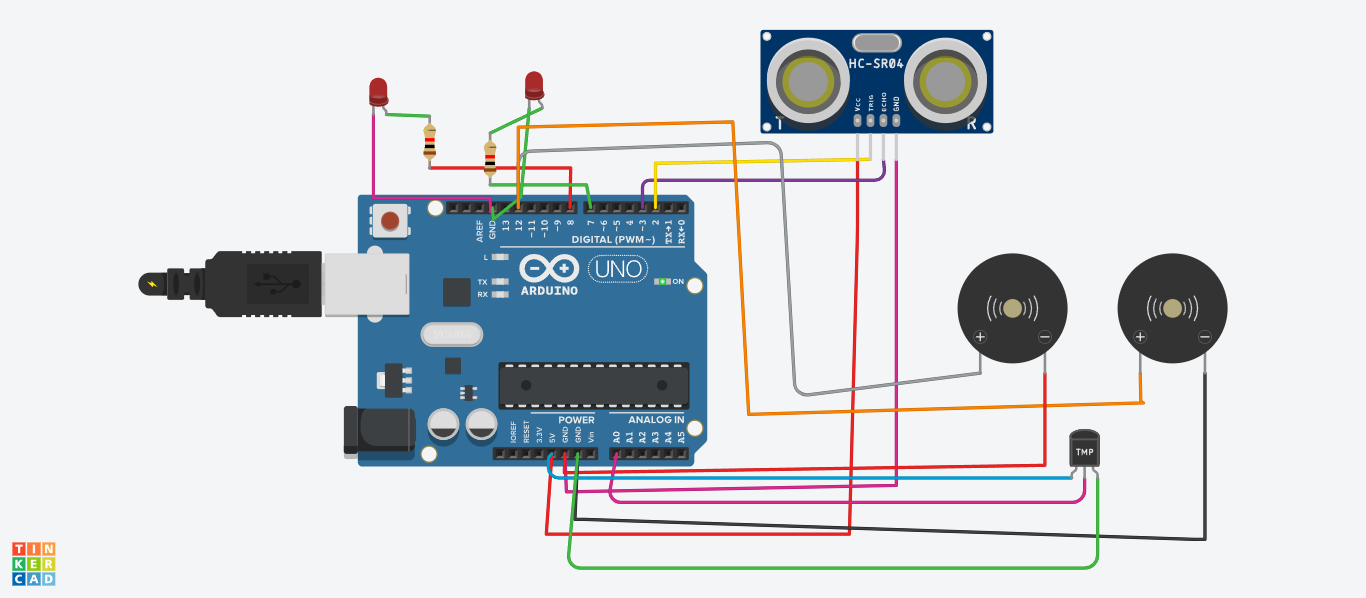 HC-SR04
VCC
TRIG
ECHO
GND
T
R
AREF
GND
13
12
~11
~10
~9
8
7
~6
~5
4
~3
2
TX→1
RX←0
DIGITAL (PWM~)
L
TX
RX
ARDUINO
UNO
ON
POWER
ANALOG IN
IOREF
RESET
3.3V
5V
GND
GND
Vin
A0
A1
A2
A3
A4
A5
+
−
+
−
TMP
TIN
KER
CAD